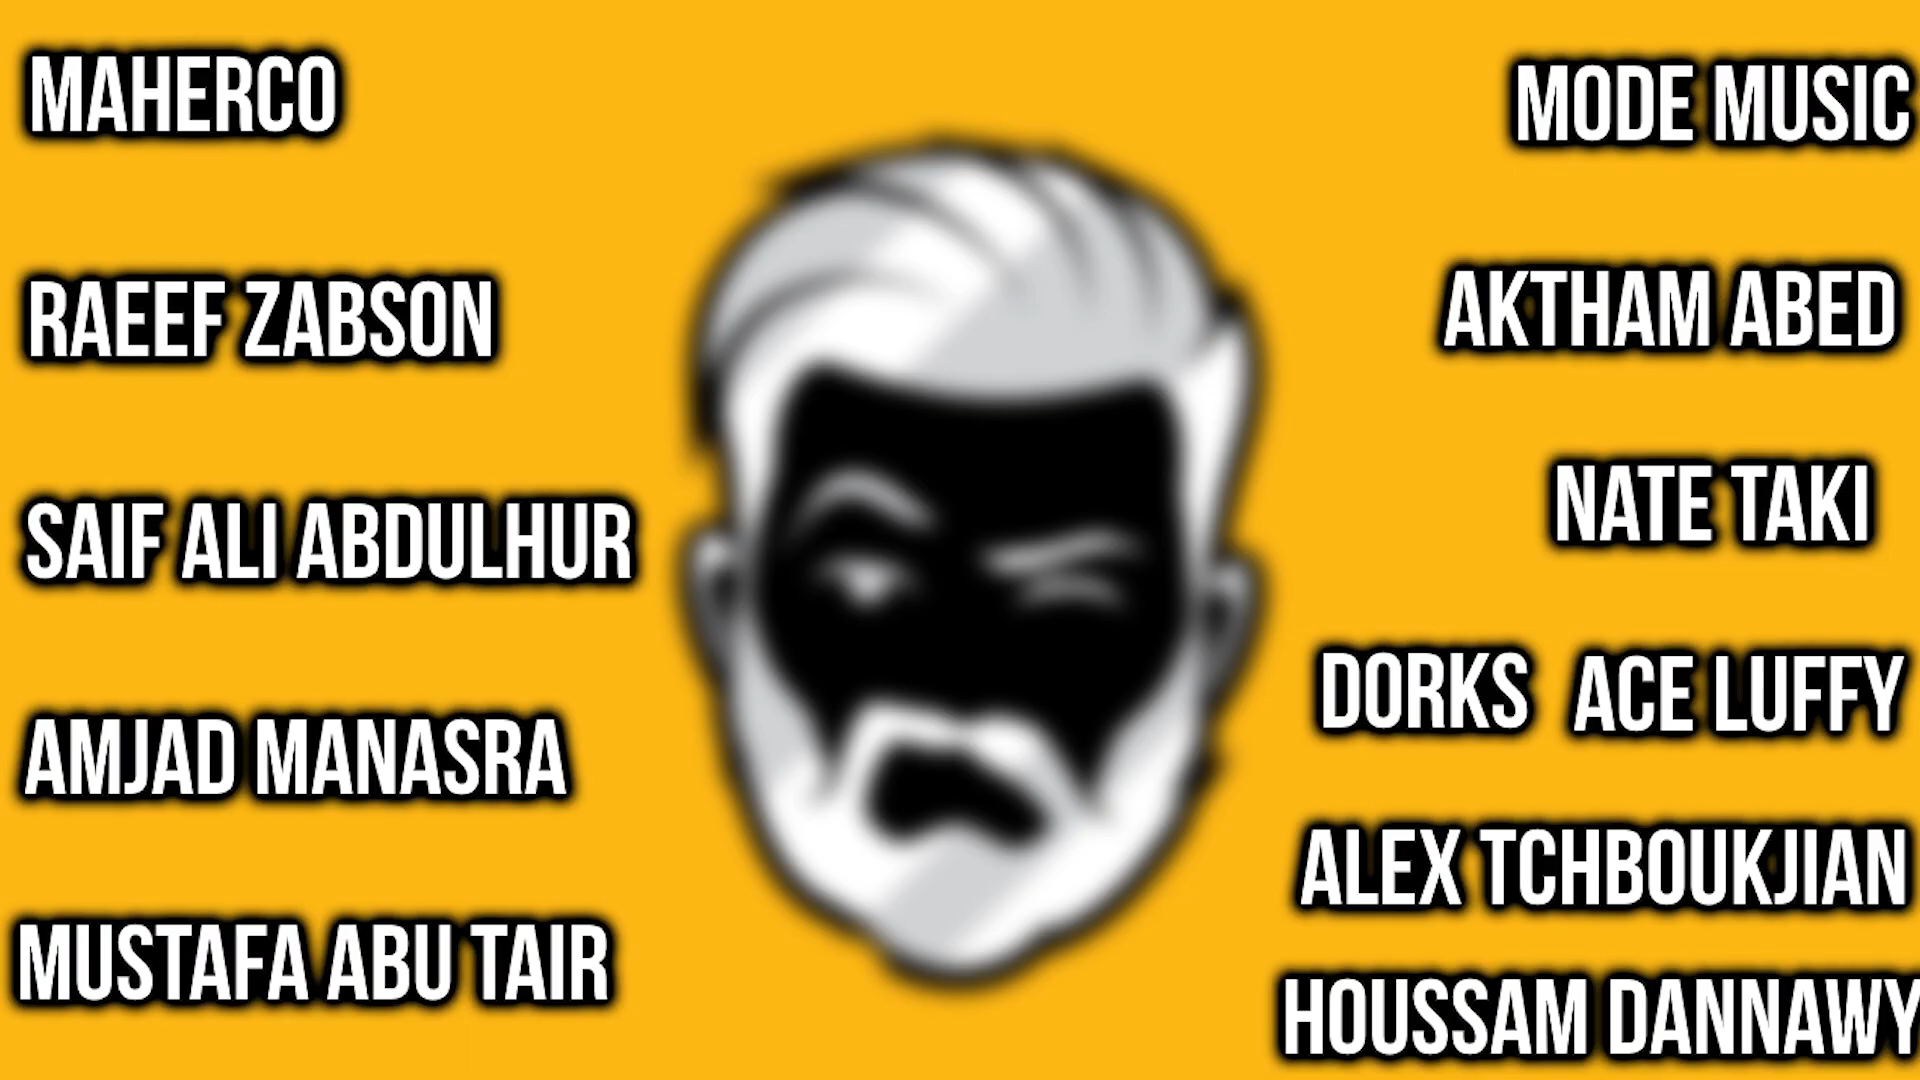 MAHERCO
RAEEF ZABSON
SAIF ALI ABDULHUR
AMJAD MANASRA
MUSTAFA ABU TAIR
MODE MUSIC
AKTHAM ABED
NATE TAKI
DORKS ACE LUFFY
ALEX TCHBOUKJIAN
HOUSSAM DANNAWY